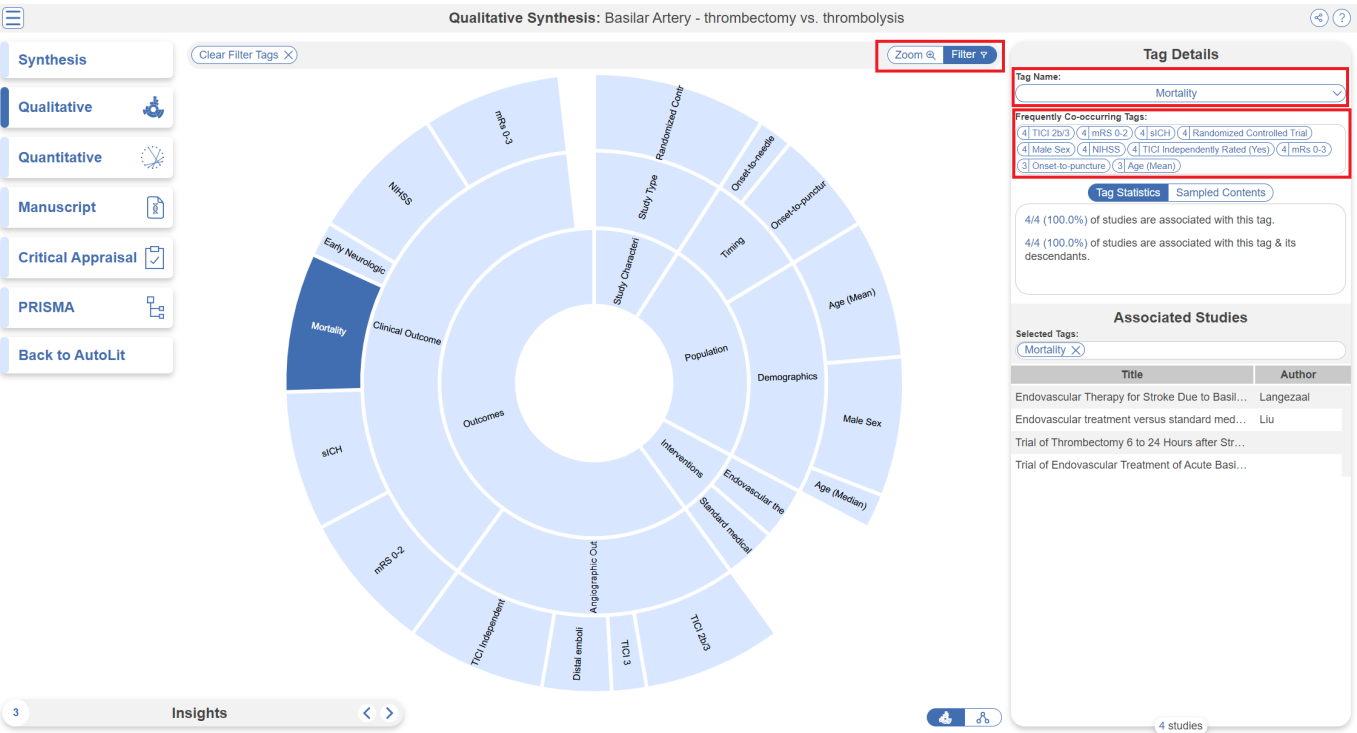 Qualitative Synthesis: Basilar Artery - thrombectomy vs. thrombolysis
?
Synthesis
Qualitative
Quantitative
Manuscript
Critical Appraisal
PRISMA
Back to AutoLit
Clear Filter Tags
Zoom
Filter
mRs 0-3
NIHSS
Early Neurologic
Mortality
sICH
mRS 0-2
Clinical Outcome
Outcomes
TICI Independent
Distal emboli
TICI 3
TICI 2b/3
Angiographic Out
Randomized Contr
Study Type
Study Characteri
Onset-to-needle
Onset-to-punctur
Timing
Population
Demographics
Age (Mean)
Male Sex
Age (Median)
Interventions
Endovascular the
Standard medical
3 Insights
Tag Details
Tag Name:
Mortality
Frequently Co-occurring Tags:
4 TICI 2b/3 4 mRS 0-2 4 sICH 4 Randomized Controlled Trial
4 Male Sex 4 NIHSS 4 TICI Independently Rated (Yes) 4 mRs 0-3
3 Onset-to-puncture 3 Age (Mean)
Tag Statistics Sampled Contents
4/4 (100.0%) of studies are associated with this tag.
4/4 (100.0%) of studies are associated with this tag & its
descendants.
Associated Studies
Selected Tags:
Mortality
Title Author
Endovascular Therapy for Stroke Due to Basil... Langezaal
Endovascular treatment versus standard med... Liu
Trial of Thrombectomy 6 to 24 Hours after Str...
Trial of Endovascular Treatment of Acute Basi...
4 studies